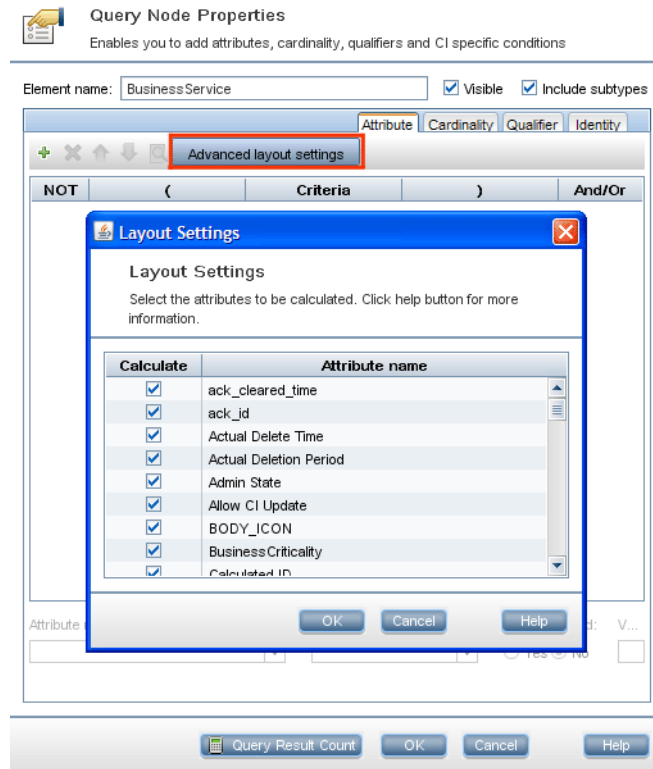 Query Node Properties
Enables you to add attributes, cardinality, qualifiers and CI specific conditions
Element name: BusinessService Visible Include subtypes
Attribute Cardinality Qualifier Identity
Advanced layout settings
NOT ( Criteria ) And/Or
Layout Settings
Layout Settings
Select the attributes to be calculated. Click help button for more
information.
Calculate Attribute name
ack_cleared_time
ack_id
Actual Delete Time
Actual Deletion Period
Admin State
Allow CI Update
BODY_ICON
BusinessCriticality
Calculated ID
OK Cancel Help
Attribute V...
Yes No
Query Result Count OK Cancel Help